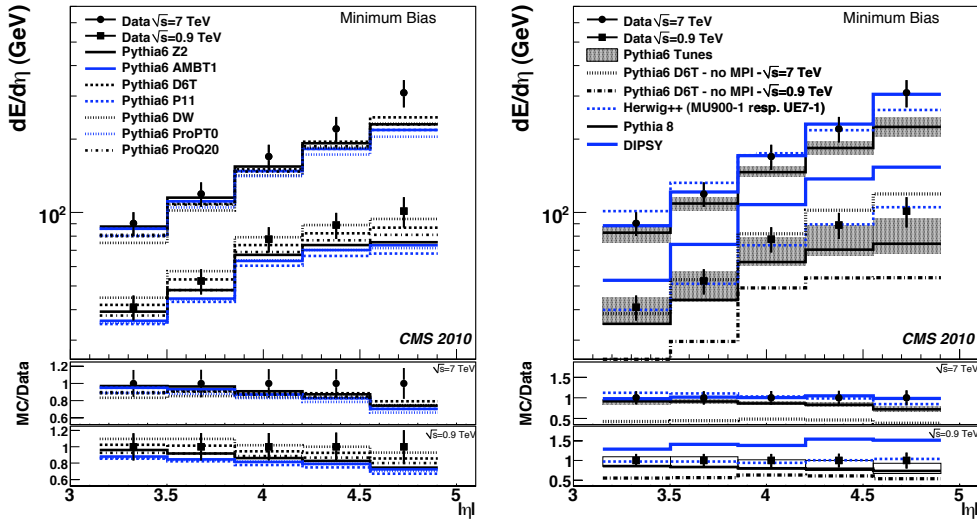 Minimum Bias
dE/dη (GeV)
Data √s=7 TeV
Data √s=0.9 TeV
Pythia6 Z2
Pythia6 AMBT1
Pythia6 D6T
Pythia6 P11
Pythia6 DW
Pythia6 ProPT0
Pythia6 ProQ20
10²
CMS 2010
MC/Data
√s=7 TeV
1.2
1.0
0.8
0.6
√s=0.9 TeV
1.2
1.0
0.8
0.6
3 3.5 4 4.5 5
|η|
Minimum Bias
dE/dη (GeV)
Data √s=7 TeV
Data √s=0.9 TeV
Pythia6 Tunes
Pythia6 D6T - no MPI -√s=7 TeV
Pythia6 D6T - no MPI -√s=0.9 TeV
Herwig++ (MU900-1 resp. UE7-1)
Pythia 8
DIPSY
10²
CMS 2010
MC/Data
√s=7 TeV
1.5
1
0.5
√s=0.9 TeV
1.5
1
0.5
3 3.5 4 4.5 5
|η|